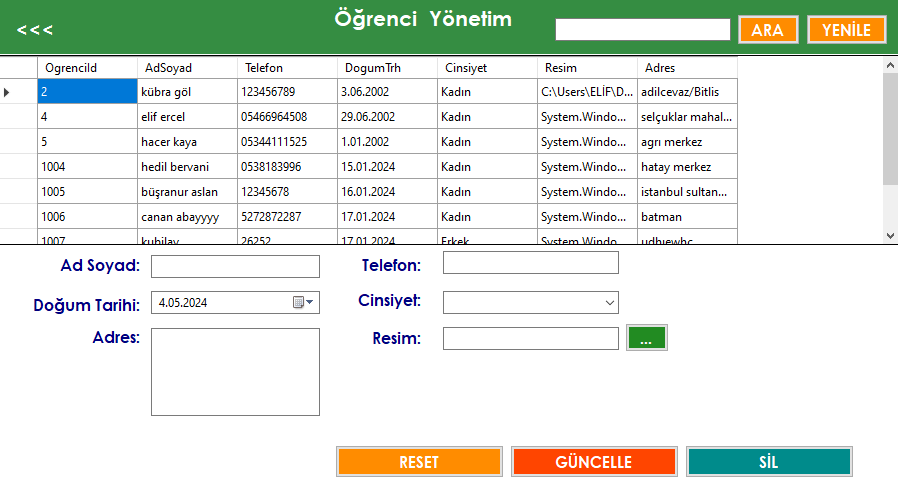 <<<
Öğrenci Yönetim
ARA YENİLE
OgrenciId AdSoyad Telefon DogumTrh Cinsiyet Resim Adres
2 kübra göl 123456789 3.06.2002 Kadın C:\Users\ELİF\D... adilcevaz/Bitlis
4 elif ercel 05466964508 29.06.2002 Kadın System.Windo... selçuklar mahal...
5 hacer kaya 05344111525 1.01.2002 Kadın System.Windo... agrı merkez
1004 hedil bervani 0538183996 15.01.2024 Kadın System.Windo... hatay merkez
1005 büşranur aslan 12345678 16.01.2024 Kadın System.Windo... istanbul sultan...
1006 canan abayyyy 5272872287 17.01.2024 Kadın System.Windo... batman
1007 kubilay 26252 17.01.2024 Erkek System.Windo...
Ad Soyad: Telefon:
Doğum Tarihi: 4.05.2024 Cinsiyet:
Adres: Resim: ...
RESET GÜNCELLE SİL